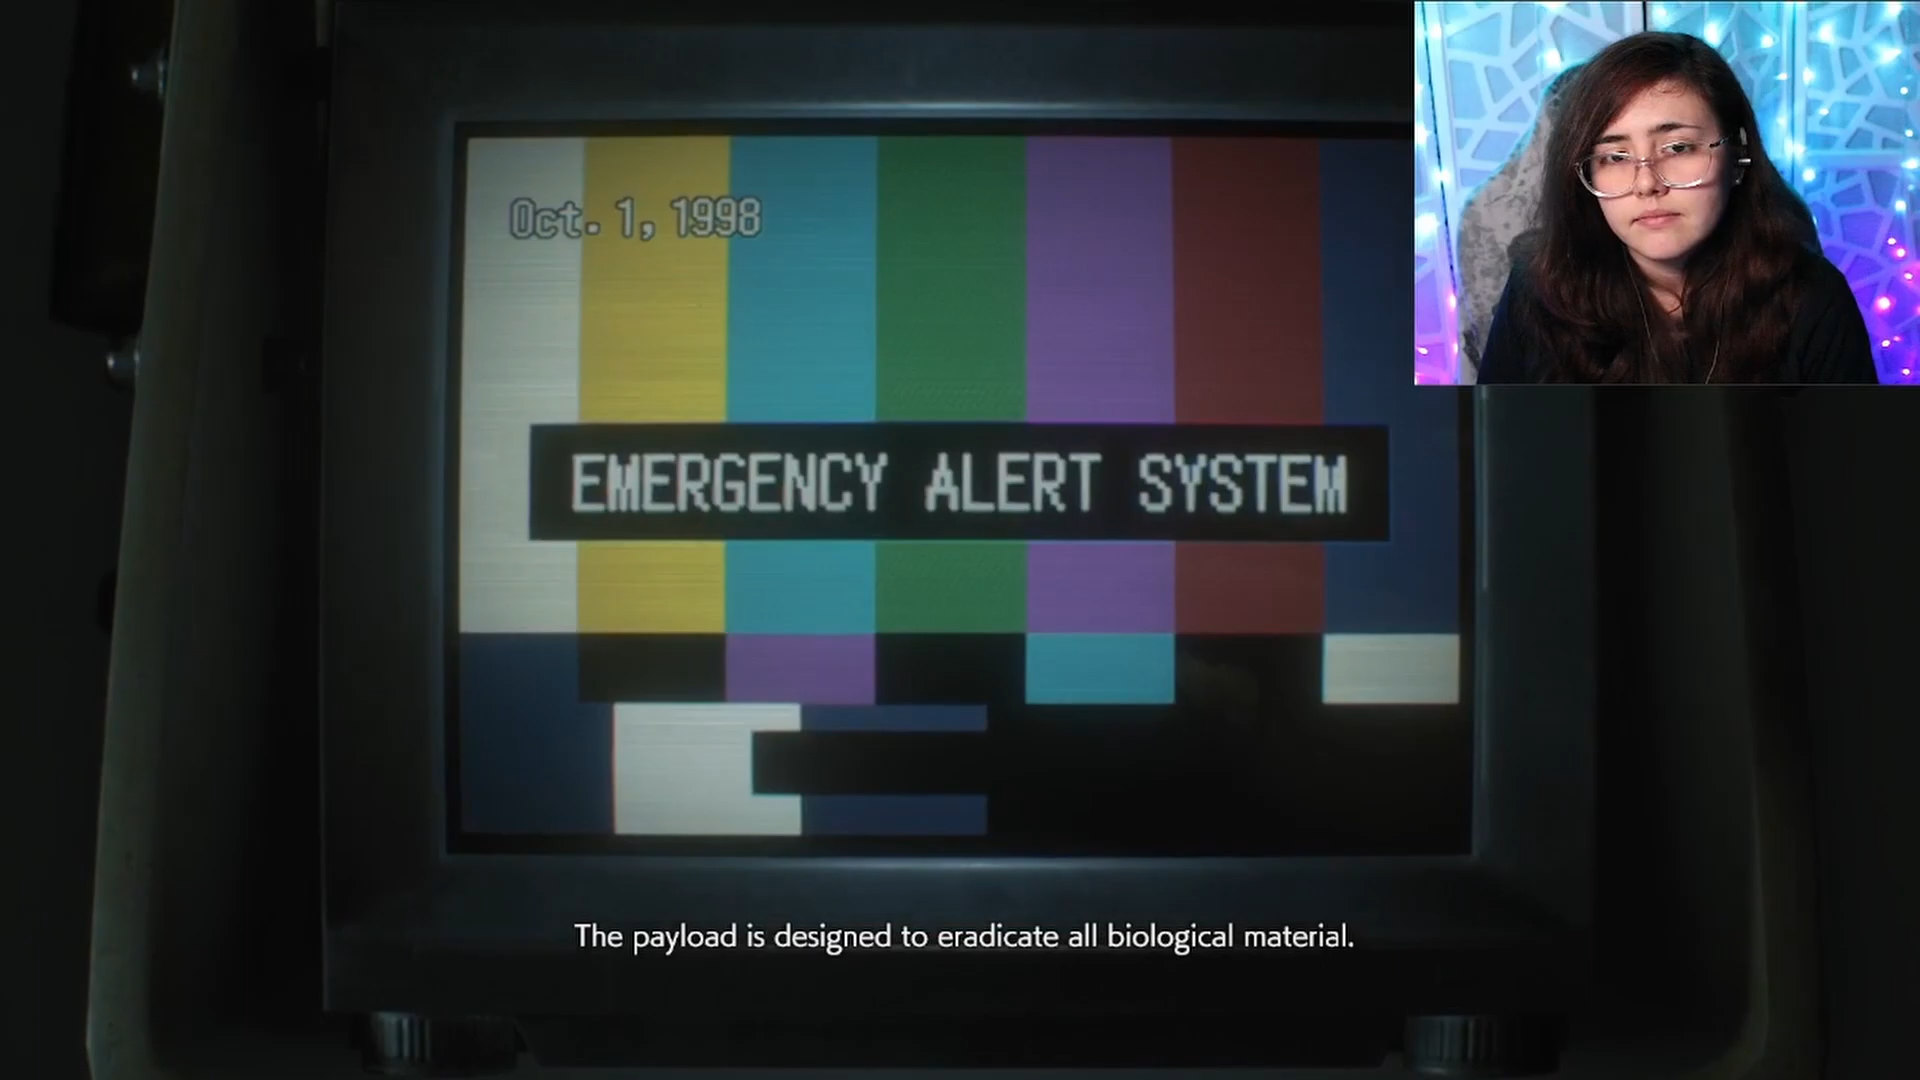 Oct. 1, 1998
EMERGENCY ALERT SYSTEM
The payload is designed to eradicate all biological material.